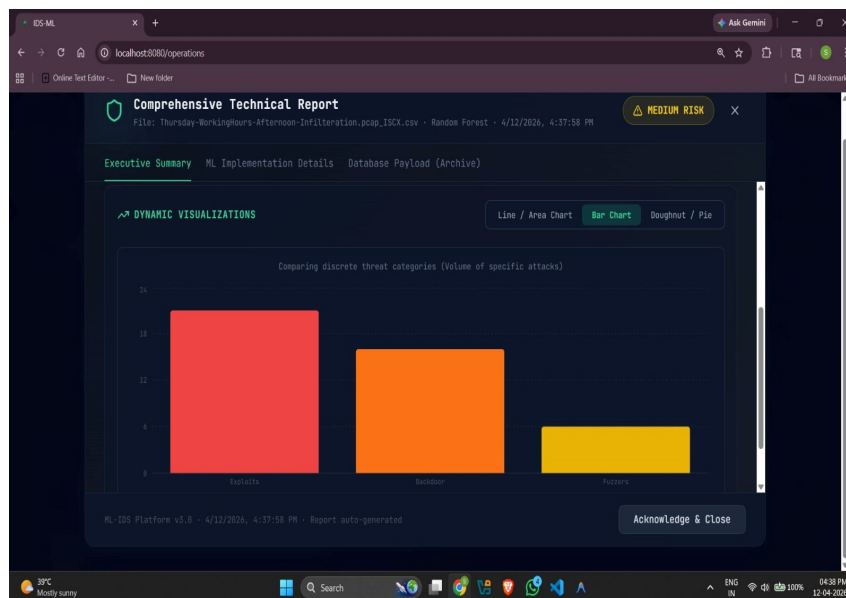 IDS-ML
Ask Gemini
localhost:8080/operations
Online Text Editor -...
New folder
All Bookmark
Comprehensive Technical Report
MEDIUM RISK
File: Thursday-WorkingHours-Afternoon-Infilteration.pcap_ISCX.csv · Random Forest · 4/12/2026, 4:37:58 PM
Executive Summary ML Implementation Details Database Payload (Archive)
DYNAMIC VISUALIZATIONS
Line / Area Chart Bar Chart Doughnut / Pie
Comparing discrete threat categories (Volume of specific attacks)
24
18
12
0
Exploits Backdoor Fuzzers
ML-IDS Platform v3.0 · 4/12/2026, 4:37:58 PM · Report auto-generated
Acknowledge & Close
39°C
Mostly sunny
Search
4
ENG
IN
100%
04:38 PM
12-04-2026